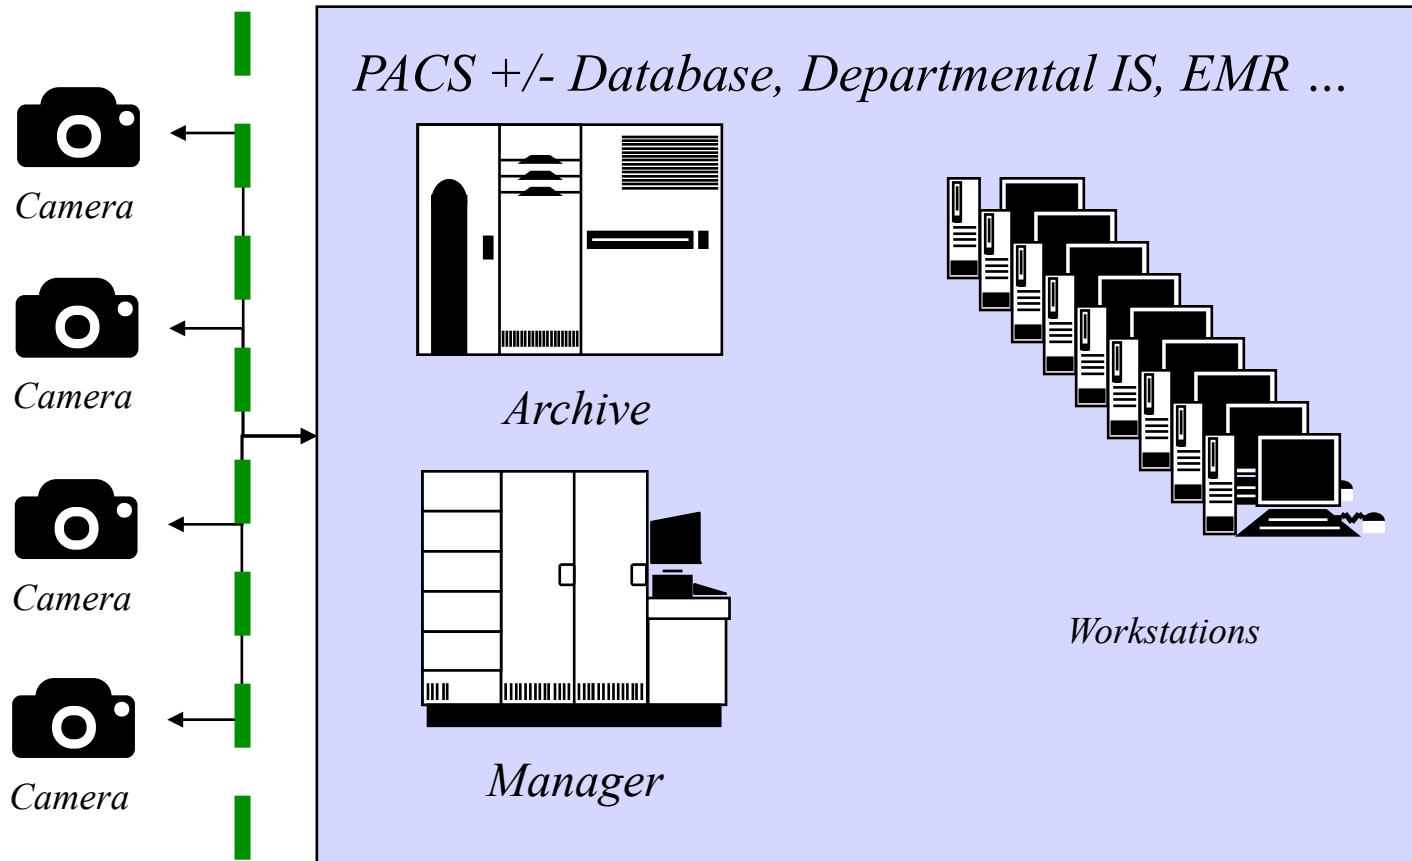 PACS +/- Database, Departmental IS, EMR ...
Camera
Camera
Archive
Camera
Workstations
Manager
Camera